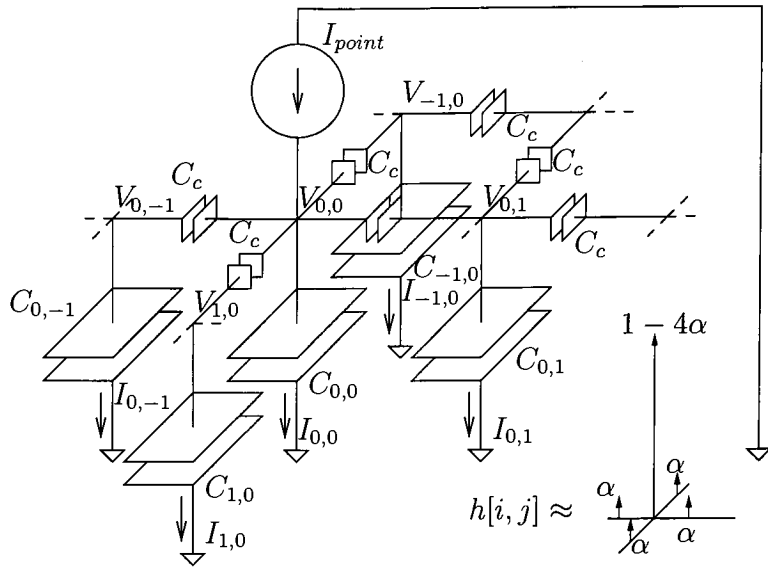 I_{point}
V_{-1,0}
C_c
C_c
C_c
C_c
V_{0,-1}
V_{0,0}
V_{0,1}
C_c
C_c
C_{-1,0}
I_{-1,0}
C_{0,-1}
V_{1,0}
1 - 4α
C_{0,0}
C_{0,1}
I_{0,-1}
I_{0,0}
I_{0,1}
C_{1,0}
I_{1,0}
h[i, j] ≈
α
α
α
α